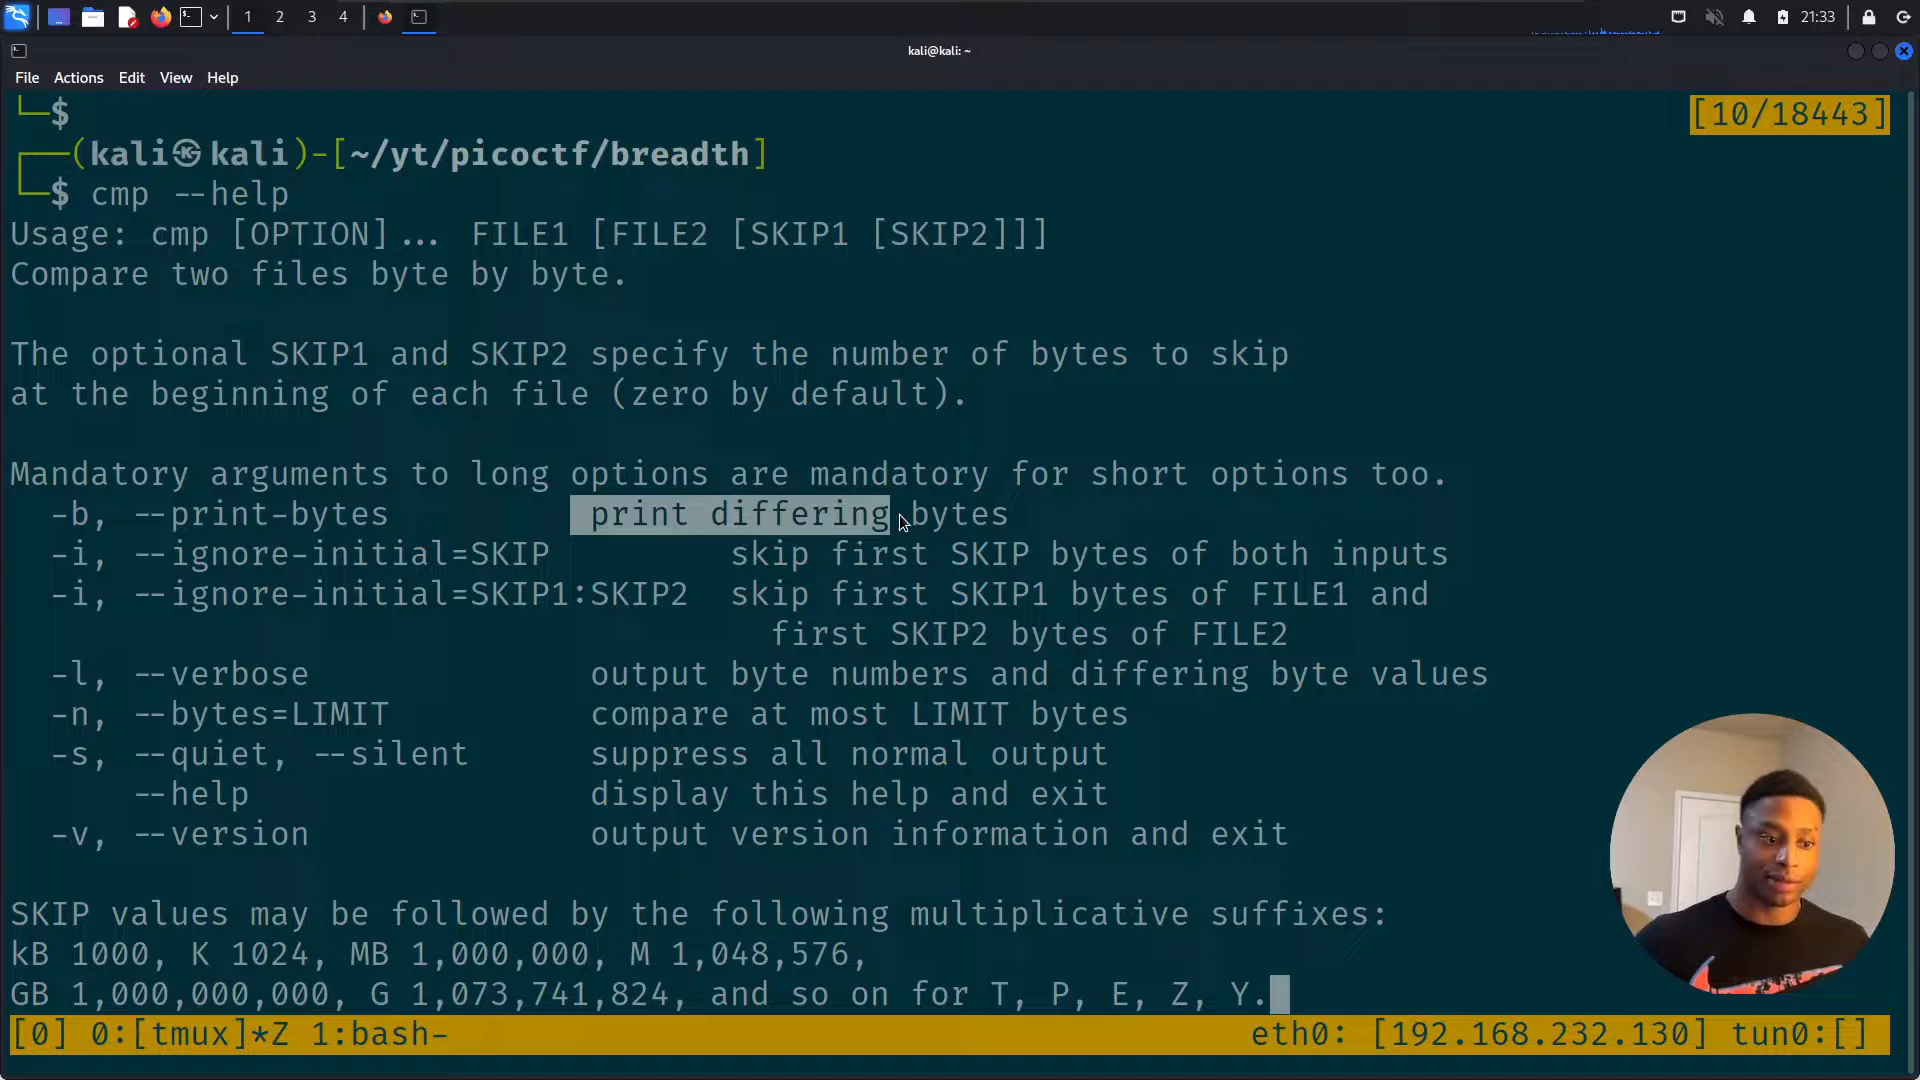 1 2 3 4 21:33
kali@kali: ~
File Actions Edit View Help
└─$ [10/18443]
┌──(kali㉿kali)-[~/yt/picoctf/breadth]
└─$ cmp --help
Usage: cmp [OPTION]... FILE1 [FILE2 [SKIP1 [SKIP2]]]
Compare two files byte by byte.
The optional SKIP1 and SKIP2 specify the number of bytes to skip
at the beginning of each file (zero by default).
Mandatory arguments to long options are mandatory for short options too.
-b, --print-bytes print differing bytes
-i, --ignore-initial=SKIP skip first SKIP bytes of both inputs
-i, --ignore-initial=SKIP1:SKIP2 skip first SKIP1 bytes of FILE1 and
first SKIP2 bytes of FILE2
-l, --verbose output byte numbers and differing byte values
-n, --bytes=LIMIT compare at most LIMIT bytes
-s, --quiet, --silent suppress all normal output
--help display this help and exit
-v, --version output version information and exit
SKIP values may be followed by the following multiplicative suffixes:
kB 1000, K 1024, MB 1,000,000, M 1,048,576,
GB 1,000,000,000, G 1,073,741,824, and so on for T, P, E, Z, Y.
[0] 0:[tmux]*Z 1:bash- eth0: [192.168.232.130] tun0:[]